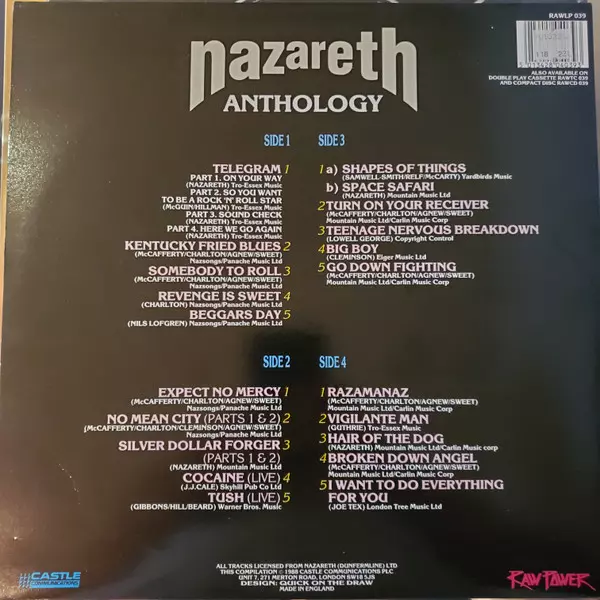 RAWLP 039
nazareth
ANTHOLOGY
ALSO AVAILABLE ON
DOUBLE PLAY CASSETTE RAWTC 039
AND COMPACT DISC RAWCD 039
SIDE 1
TELEGRAM 1
PART 1. ON YOUR WAY
(NAZARETH) Tro-Essex Music
PART 2. SO YOU WANT
TO BE A ROCK 'N' ROLL STAR
(McGUIN/HILLMAN) Tro-Essex Music
PART 3. SOUND CHECK
(NAZARETH) Tro-Essex Music
PART 4. HERE WE GO AGAIN
(NAZARETH) Tro-Essex Music
KENTUCKY FRIED BLUES 2
(McCAFFERTY/CHARLTON/AGNEW/SWEET)
Nazsongs/Panache Music Ltd
SOMEBODY TO ROLL 3
(McCAFFERTY/CHARLTON/AGNEW/SWEET)
Nazsongs/Panache Music Ltd
REVENGE IS SWEET 4
(CHARLTON) Nazsongs/Panache Music Ltd
BEGGARS DAY 5
(NILS LOFGREN) Nazsongs/Panache Music Ltd
SIDE 3
1 a) SHAPES OF THINGS
(SAMWELL-SMITH/RELF/McCARTY) Yardbirds Music
b) SPACE SAFARI
(NAZARETH) Mountain Music Ltd
2 TURN ON YOUR RECEIVER
(McCAFFERTY/CHARLTON/AGNEW/SWEET)
Mountain Music Ltd/Carlin Music Corp
3 TEENAGE NERVOUS BREAKDOWN
(LOWELL GEORGE) Copyright Control
4 BIG BOY
(CLEMINSON) Eiger Music Ltd
5 GO DOWN FIGHTING
(McCAFFERTY/CHARLTON/AGNEW/SWEET)
Mountain Music Ltd/Carlin Music Corp
SIDE 2
EXPECT NO MERCY 1
(McCAFFERTY/CHARLTON/AGNEW/SWEET)
Nazsongs/Panache Music Ltd
NO MEAN CITY (PARTS 1 & 2) 2
(McCAFFERTY/CHARLTON/CLEMINSON/AGNEW/SWEET)
Nazsongs/Panache Music Ltd
SILVER DOLLAR FORGER 3
(PARTS 1 & 2)
(NAZARETH) Mountain Music Ltd
COCAINE (LIVE) 4
(J.J.CALE) Skyhill Pub Co Ltd
TUSH (LIVE) 5
(GIBBONS/HILL/BEARD) Warner Bros. Music
SIDE 4
1 RAZAMANAZ
(McCAFFERTY/CHARLTON/AGNEW/SWEET)
Mountain Music Ltd/Carlin Music Corp
2 VIGILANTE MAN
(GUTHRIE) Tro-Essex Music
3 HAIR OF THE DOG
(NAZARETH) Mountain Music Ltd/Carlin Music corp
4 BROKEN DOWN ANGEL
(McCAFFERTY/CHARLTON/AGNEW/SWEET)
Mountain Music Ltd/Carlin Music Corp
5 I WANT TO DO EVERYTHING
FOR YOU
(JOE TEX) London Tree Music Ltd
CASTLE
COMMUNICATIONS
ALL TRACKS LICENSED FROM NAZARETH (DUNFERMLINE) LTD
THIS COMPILATION © 1988 CASTLE COMMUNICATIONS PLC
UNIT 7, 271 MERTON ROAD, LONDON SW18 5JS
DESIGN: QUICK ON THE DRAW
MADE IN ENGLAND
RAW POWER